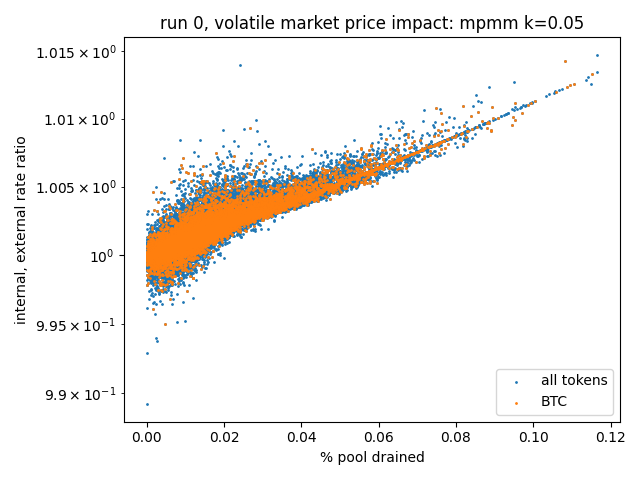 run 0, volatile market price impact: mpmm k=0.05
1.015 × 10⁰
1.01 × 10⁰
1.005 × 10⁰
10⁰
9.95 × 10⁻¹
9.9 × 10⁻¹
internal, external rate ratio
all tokens
BTC
0.00 0.02 0.04 0.06 0.08 0.10 0.12
% pool drained